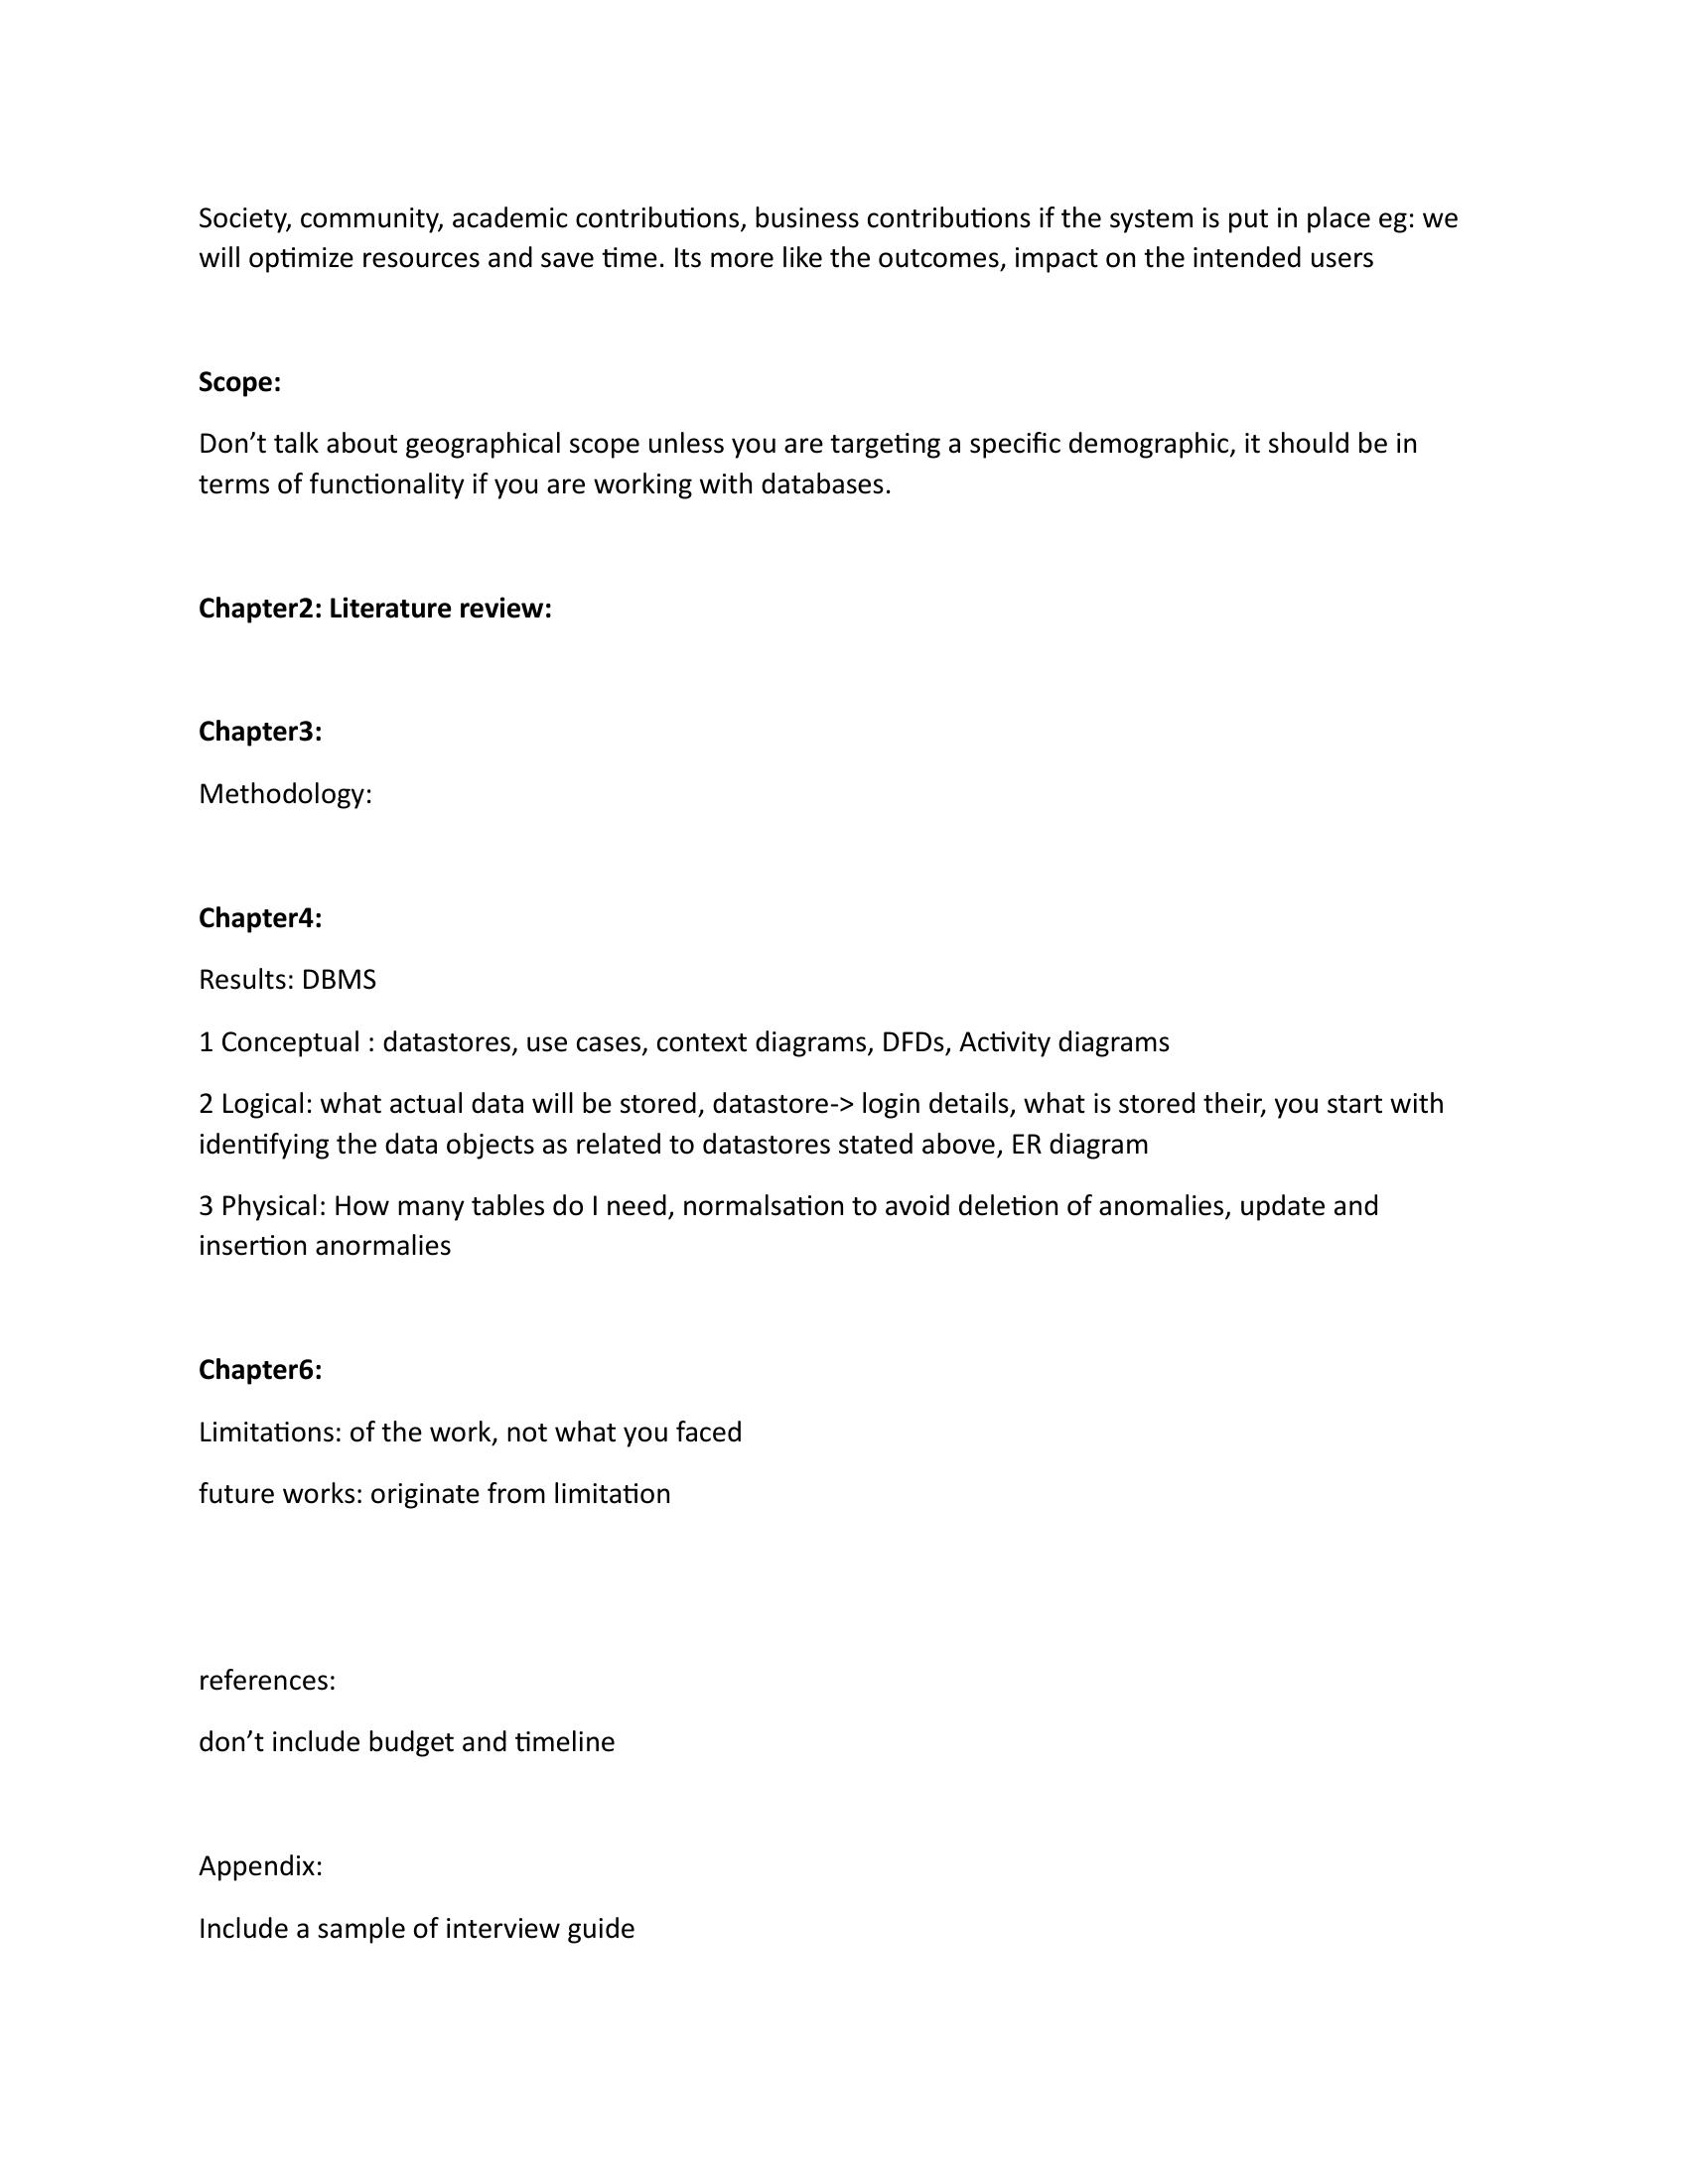 Society, community, academic contributions, business contributions if the system is put in place eg: we
will optimize resources and save time. Its more like the outcomes, impact on the intended users
Scope:
Don’t talk about geographical scope unless you are targeting a specific demographic, it should be in
terms of functionality if you are working with databases.
Chapter2: Literature review:
Chapter3:
Methodology:
Chapter4:
Results: DBMS
1 Conceptual : datastores, use cases, context diagrams, DFDs, Activity diagrams
2 Logical: what actual data will be stored, datastore-> login details, what is stored their, you start with
identifying the data objects as related to datastores stated above, ER diagram
3 Physical: How many tables do I need, normalsation to avoid deletion of anomalies, update and
insertion anormalies
Chapter6:
Limitations: of the work, not what you faced
future works: originate from limitation
references:
don’t include budget and timeline
Appendix:
Include a sample of interview guide